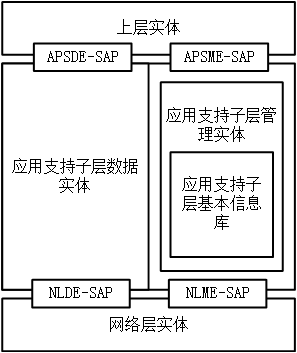 上层实体
APSDE-SAP
APSME-SAP
应用支持子层数据
实体
应用支持子层管
理实体
应用支持子
层基本信息
库
NLDE-SAP
NLME-SAP
网络层实体